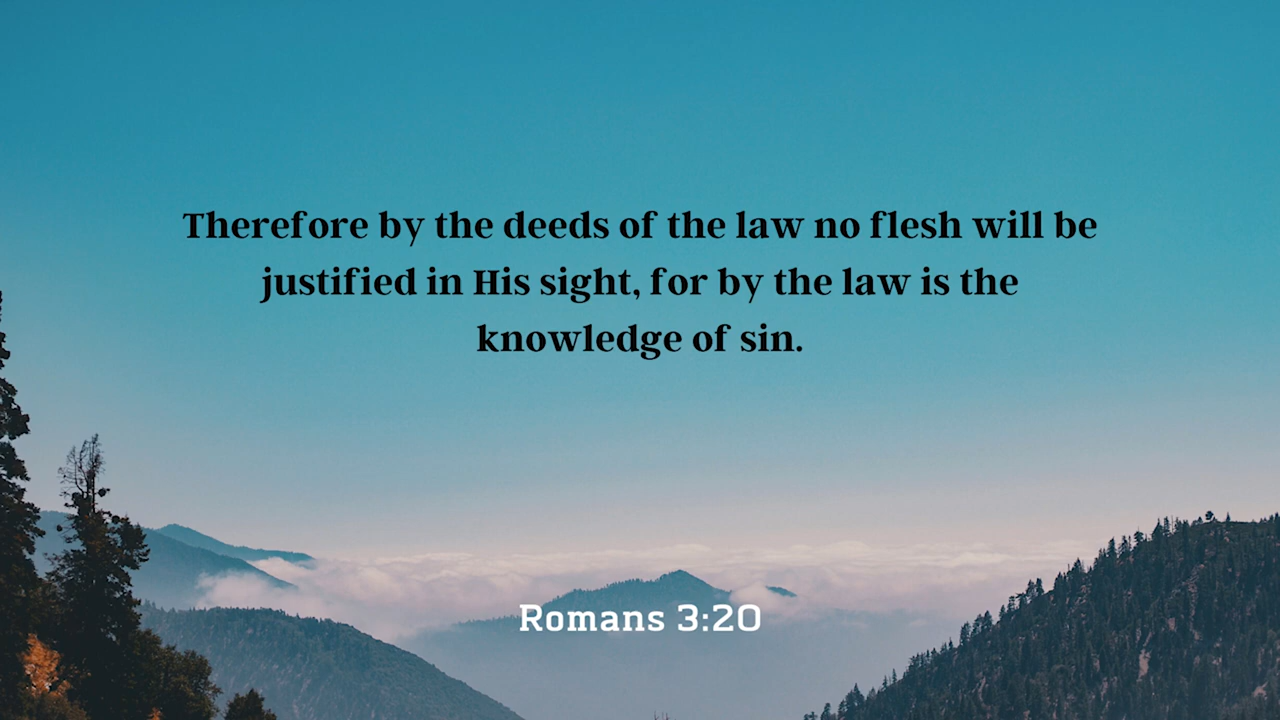 Therefore by the deeds of the law no flesh will be
justified in His sight, for by the law is the
knowledge of sin.
Romans 3:20